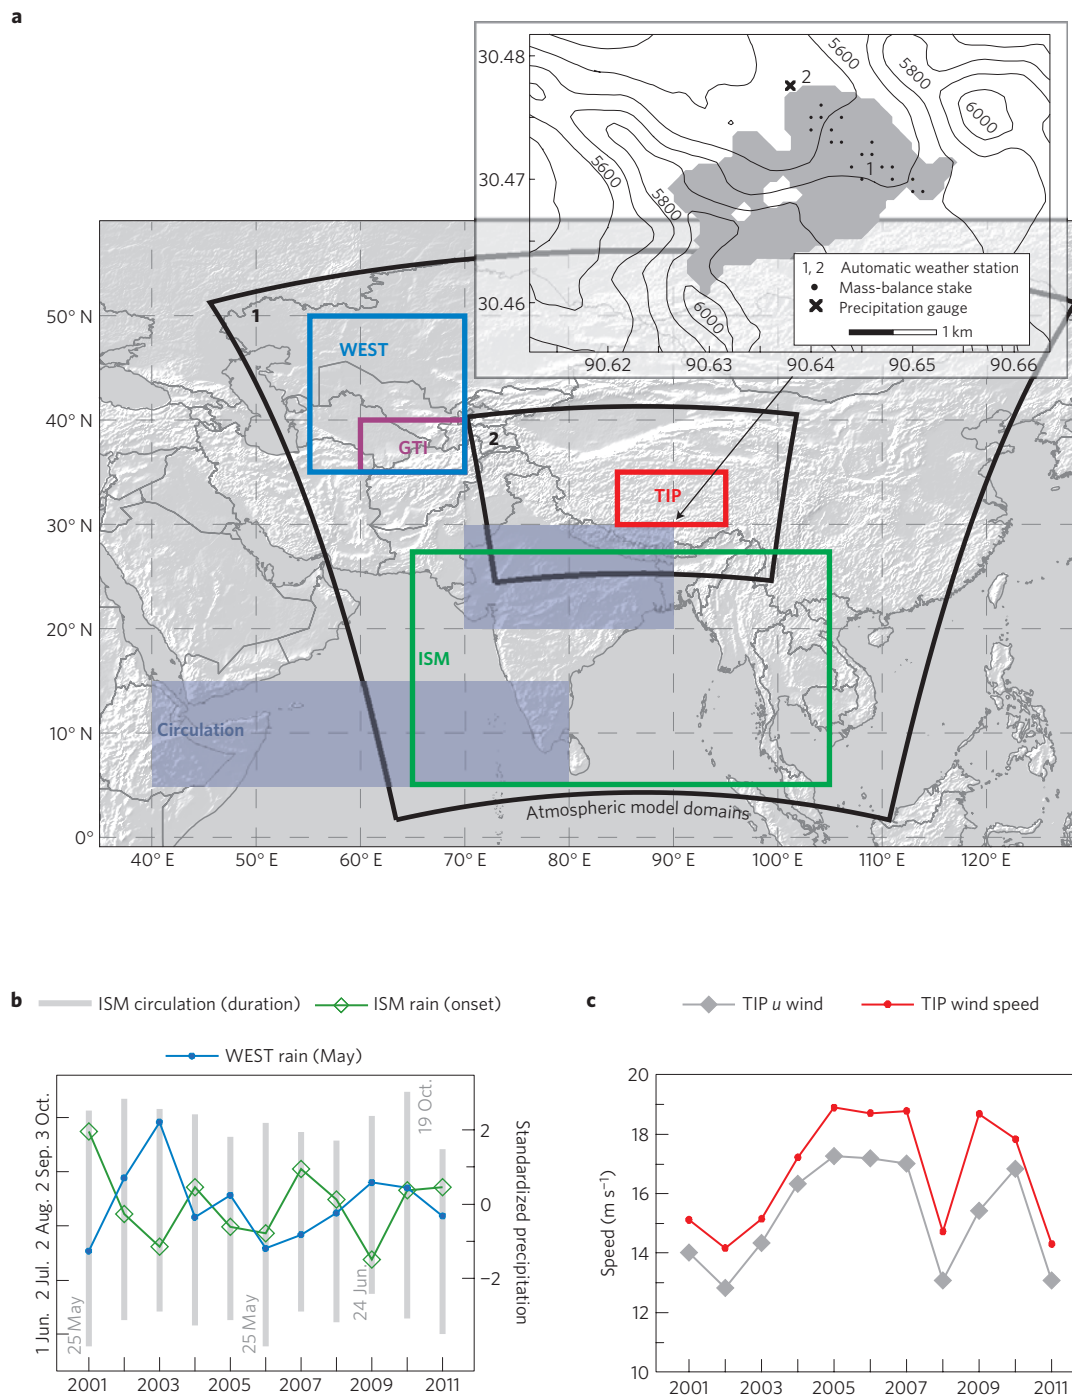 a
30.48
30.47
30.46
5600
5800
6000
2
1
5600
5800
6000
1, 2 Automatic weather station
Mass-balance stake
Precipitation gauge
1 km
90.62 90.63 90.64 90.65 90.66
50° N
40° N
30° N
20° N
10° N
0°
1
WEST
GTI
2
TIP
ISM
Circulation
Atmospheric model domains
40° E 50° E 60° E 70° E 80° E 90° E 100° E 110° E 120° E
b
ISM circulation (duration)
ISM rain (onset)
WEST rain (May)
1 Jun. 2 Jul. 2 Aug. 2 Sep. 3 Oct.
25 May
25 May
24 Jun.
19 Oct.
2
0
−2
Standardized precipitation
2001 2003 2005 2007 2009 2011
c
TIP u wind
TIP wind speed
20
18
16
14
12
10
Speed (m s⁻¹)
2001 2003 2005 2007 2009 2011